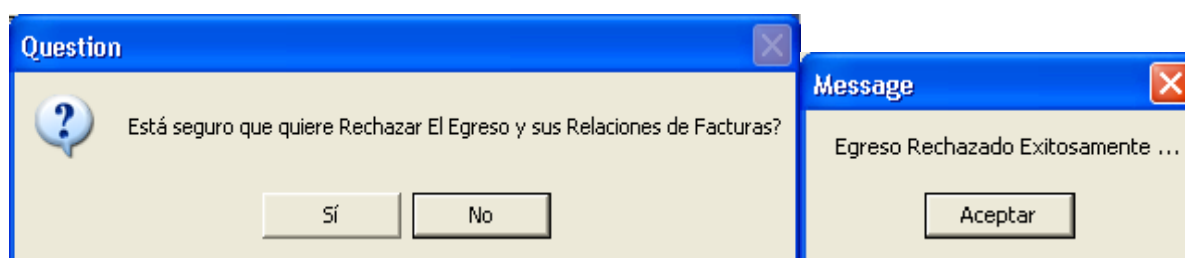 Question
Está seguro que quiere Rechazar El Egreso y sus Relaciones de Facturas?
Sí
No
Message
Egreso Rechazado Exitosamente ...
Aceptar